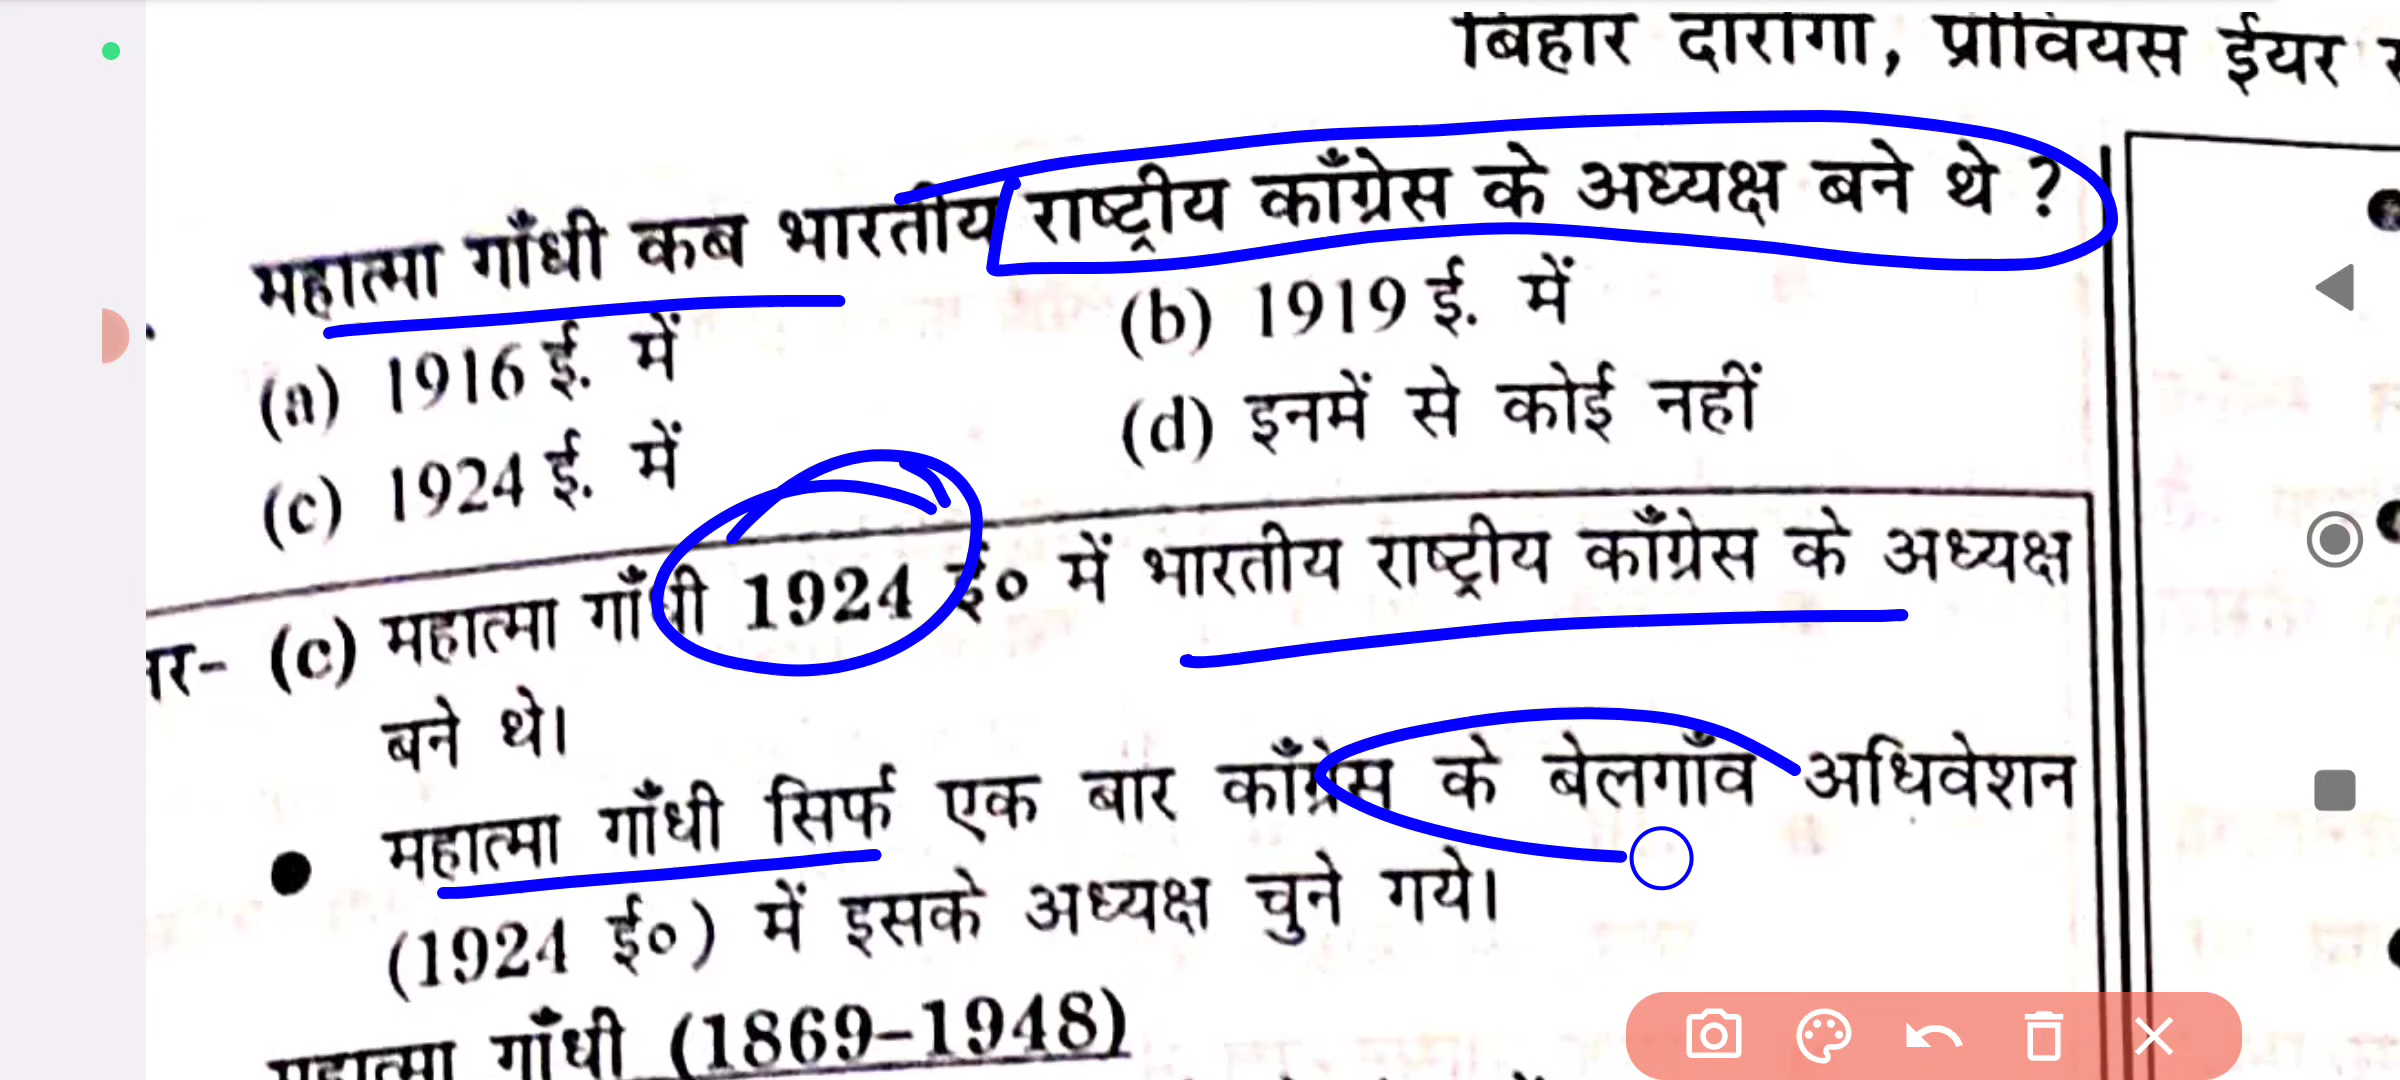 बिहार दारोगा, प्रीवियस ईयर
महात्मा गाँधी कब भारतीय राष्ट्रीय काँग्रेस के अध्यक्ष बने थे ?
(a) 1916 ई. में
(b) 1919 ई. में
(c) 1924 ई. में
(d) इनमें से कोई नहीं
(c) महात्मा गाँधी 1924 ई० में भारतीय राष्ट्रीय काँग्रेस के अध्यक्ष
बने थे।
● महात्मा गाँधी सिर्फ एक बार काँग्रेस के बेलगाँव अधिवेशन
(1924 ई०) में इसके अध्यक्ष चुने गये।
महात्मा गाँधी (1869–1948)